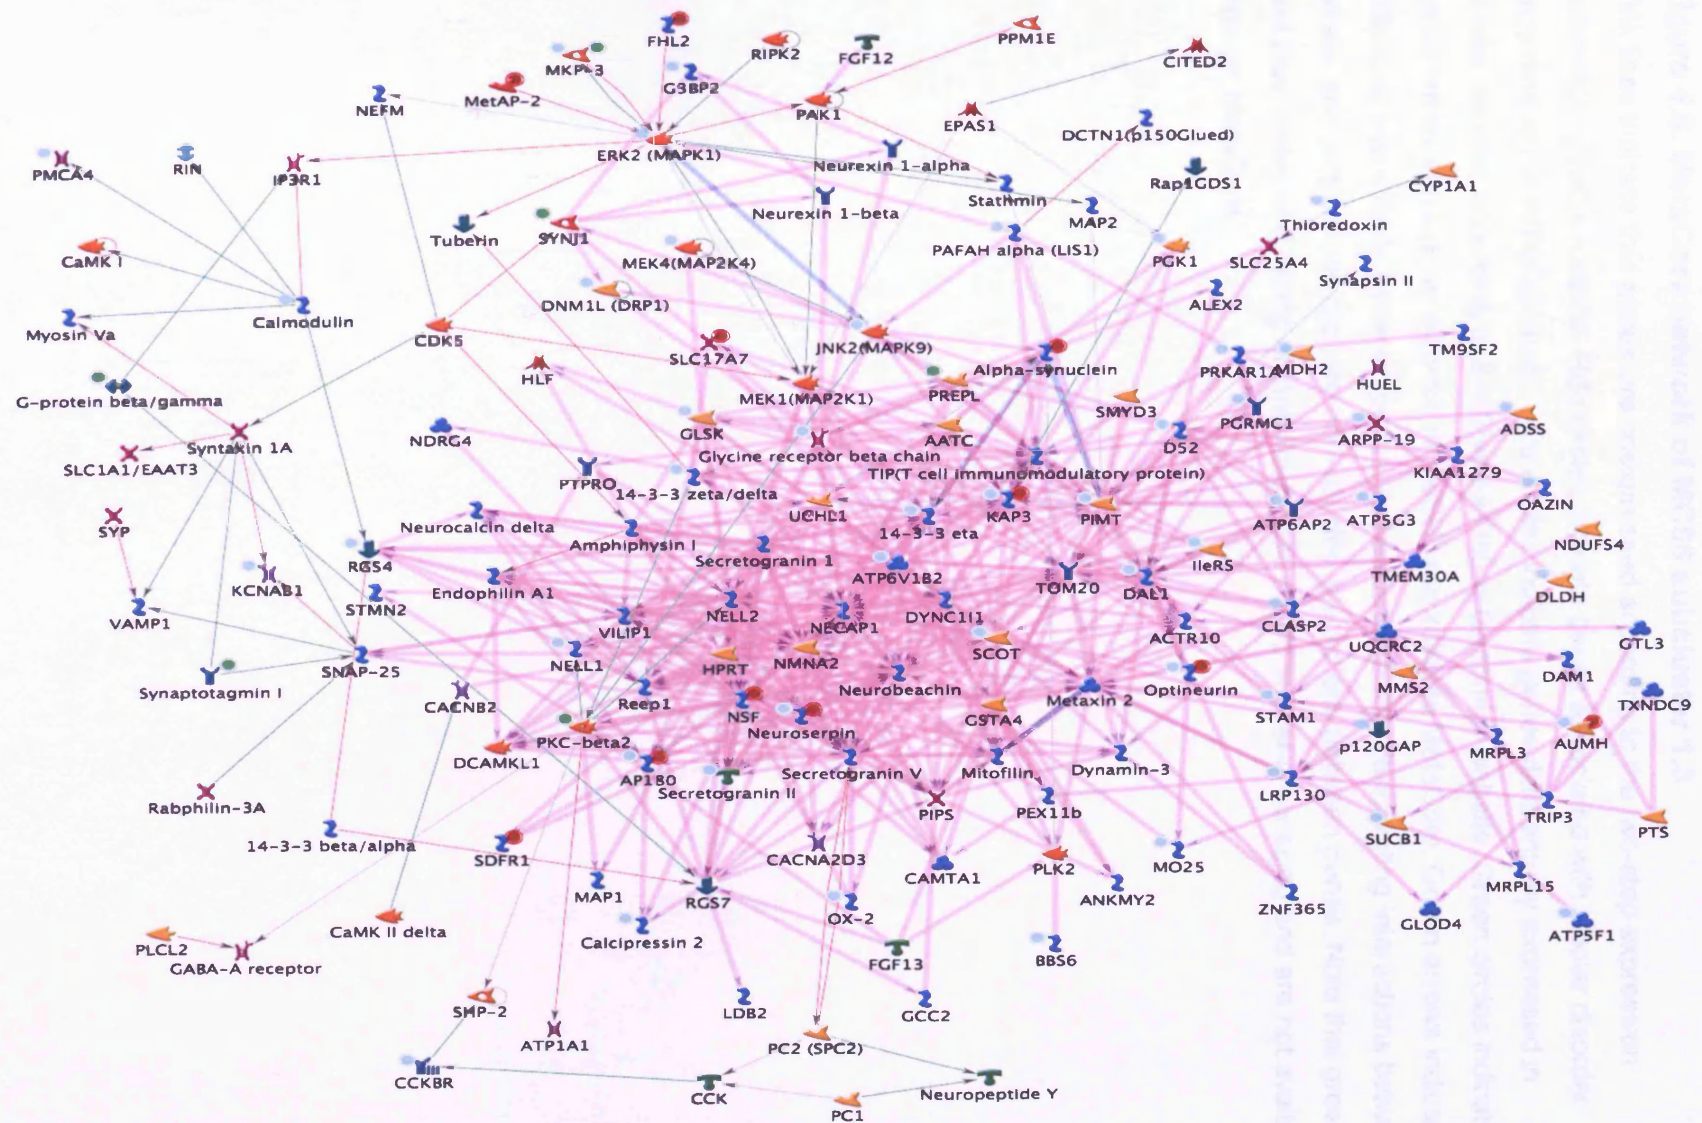 FHL2
RIPK2
FGF12
PPM1E
CITED2
MKP-3
G3BP2
MetAP-2
NEFM
PAK1
EPAS1
DCTN1(p150Glued)
ERK2 (MAPK1)
Neurexin 1-alpha
PMCA4
RIN
IP3R1
Rap1GDS1
CYP1A1
Stathmin
MAP2
Neurexin 1-beta
Thioredoxin
Tuberin
SYNJ1
PAFAH alpha (LIS1)
CaMK I
MEK4(MAP2K4)
PGK1
SLC25A4
Synapsin II
DNM1L (DRP1)
ALEX2
Myosin Va
Calmodulin
CDK5
JNK2(MAPK9)
SLC17A7
TM9SF2
HLF
Alpha-synuclein
PRKAR1A
MDH2
HUEL
G-protein beta/gamma
MEK1(MAP2K1)
PREPL
SMYD3
PGRMC1
NDRG4
GLSK
AATC
D52
ARPP-19
ADSS
Syntaxin 1A
Glycine receptor beta chain
SLC1A1/EAAT3
TIP(T cell immunomodulatory protein)
KIAA1279
PTPRO
14-3-3 zeta/delta
OAZIN
SYP
UCHL1
KAP3
PIMT
ATP6AP2
ATP5G3
Neurocalcin delta
14-3-3 eta
Amphiphysin I
NDUFS4
Secretogranin 1
RGS4
IleRS
ATP6V1B2
TMEM30A
KCNAB1
Endophilin A1
TOM20
DAL1
DLDH
STMN2
VAMP1
NELL2
DYNC1I1
VILIP1
NECAP1
CLASP2
ACTR10
UQCRC2
GTL3
SNAP-25
NELL1
HPRT
NMNA2
SCOT
Synaptotagmin I
Neurobeachin
Optineurin
MMS2
DAM1
CACNB2
Reep1
Metaxin 2
TXNDC9
NSF
GSTA4
STAM1
Neuroserpin
PKC-beta2
p120GAP
MRPL3
AUMH
DCAMKL1
Secretogranin V
Mitofilin
Dynamin-3
AP180
Secretogranin II
LRP130
Rabphilin-3A
PIPS
PEX11b
TRIP3
PTS
SUCB1
14-3-3 beta/alpha
SDFR1
CACNA2D3
CAMTA1
PLK2
MO25
MRPL15
MAP1
RGS7
ANKMY2
ZNF365
OX-2
GLOD4
CaMK II delta
Calcipressin 2
ATP5F1
PLCL2
GABA-A receptor
FGF13
BBS6
SHP-2
LDB2
GCC2
ATP1A1
PC2 (SPC2)
CCKBR
CCK
Neuropeptide Y
PC1